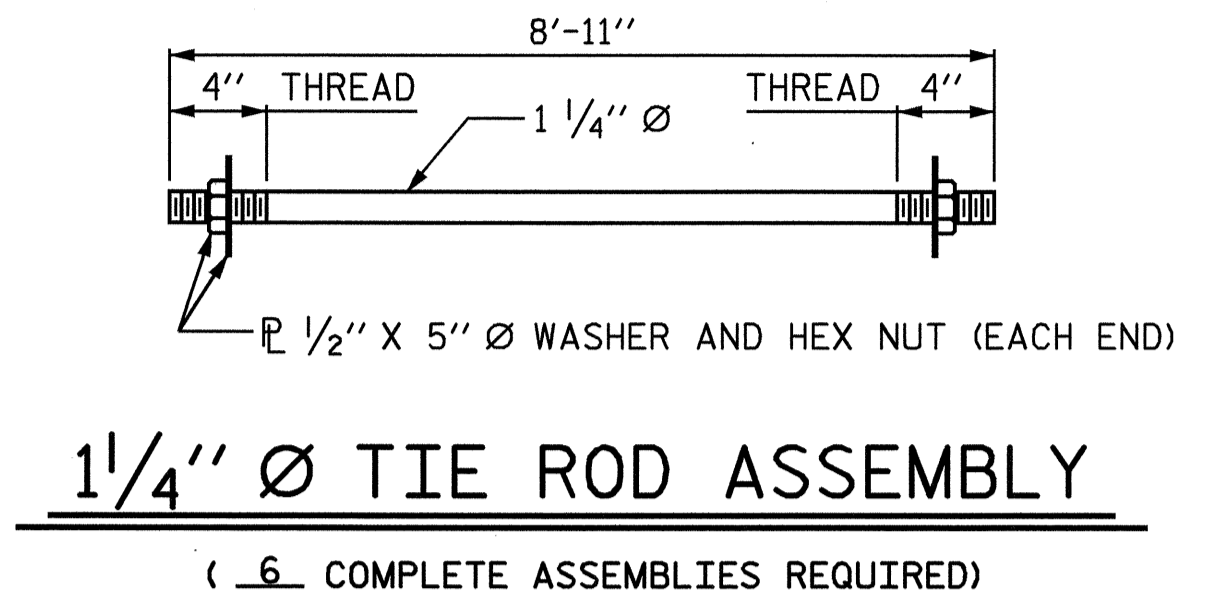 8'-11"
4" THREAD THREAD 4"
1 1/4" Ø
℄ 1/2" X 5" Ø WASHER AND HEX NUT (EACH END)
1 1/4" Ø TIE ROD ASSEMBLY
( 6 COMPLETE ASSEMBLIES REQUIRED)